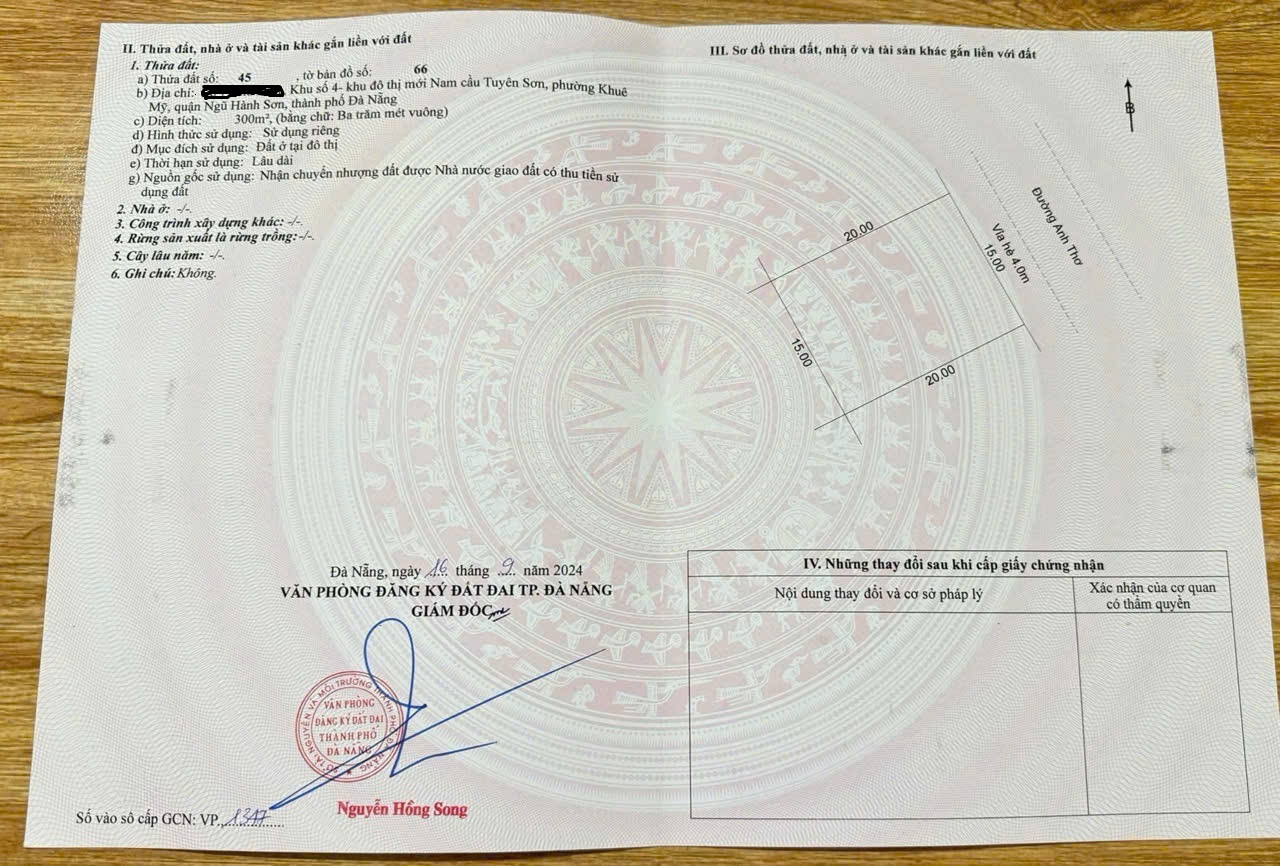 II. Thửa đất, nhà ở và tài sản khác gắn liền với đất
1. Thửa đất:
a) Thửa đất số: 45 , tờ bản đồ số: 66
b) Địa chỉ: Khu số 4- khu đô thị mới Nam cầu Tuyên Sơn, phường Khuê
Mỹ, quận Ngũ Hành Sơn, thành phố Đà Nẵng
c) Diện tích: 300m², (bằng chữ: Ba trăm mét vuông)
d) Hình thức sử dụng: Sử dụng riêng
đ) Mục đích sử dụng: Đất ở tại đô thị
e) Thời hạn sử dụng: Lâu dài
g) Nguồn gốc sử dụng: Nhận chuyển nhượng đất được Nhà nước giao đất có thu tiền sử
dụng đất
2. Nhà ở: -/-.
3. Công trình xây dựng khác: -/-.
4. Rừng sản xuất là rừng trồng: -/-.
5. Cây lâu năm: -/-.
6. Ghi chú: Không.
Đà Nẵng, ngày 16 tháng 9 năm 2024
VĂN PHÒNG ĐĂNG KÝ ĐẤT ĐAI TP. ĐÀ NẴNG
GIÁM ĐỐC
SỞ TÀI NGUYÊN VÀ MÔI TRƯỜNG THÀNH PHỐ ĐÀ NẴNG
VĂN PHÒNG
ĐĂNG KÝ ĐẤT ĐAI
THÀNH PHỐ
ĐÀ NẴNG
Nguyễn Hồng Song
Số vào sổ cấp GCN: VP.1347
III. Sơ đồ thửa đất, nhà ở và tài sản khác gắn liền với đất
B
Đường Anh Thơ
Vỉa hè 4.0m
20.00
15.00
15.00
20.00
IV. Những thay đổi sau khi cấp giấy chứng nhận
Nội dung thay đổi và cơ sở pháp lý
Xác nhận của cơ quan
có thẩm quyền